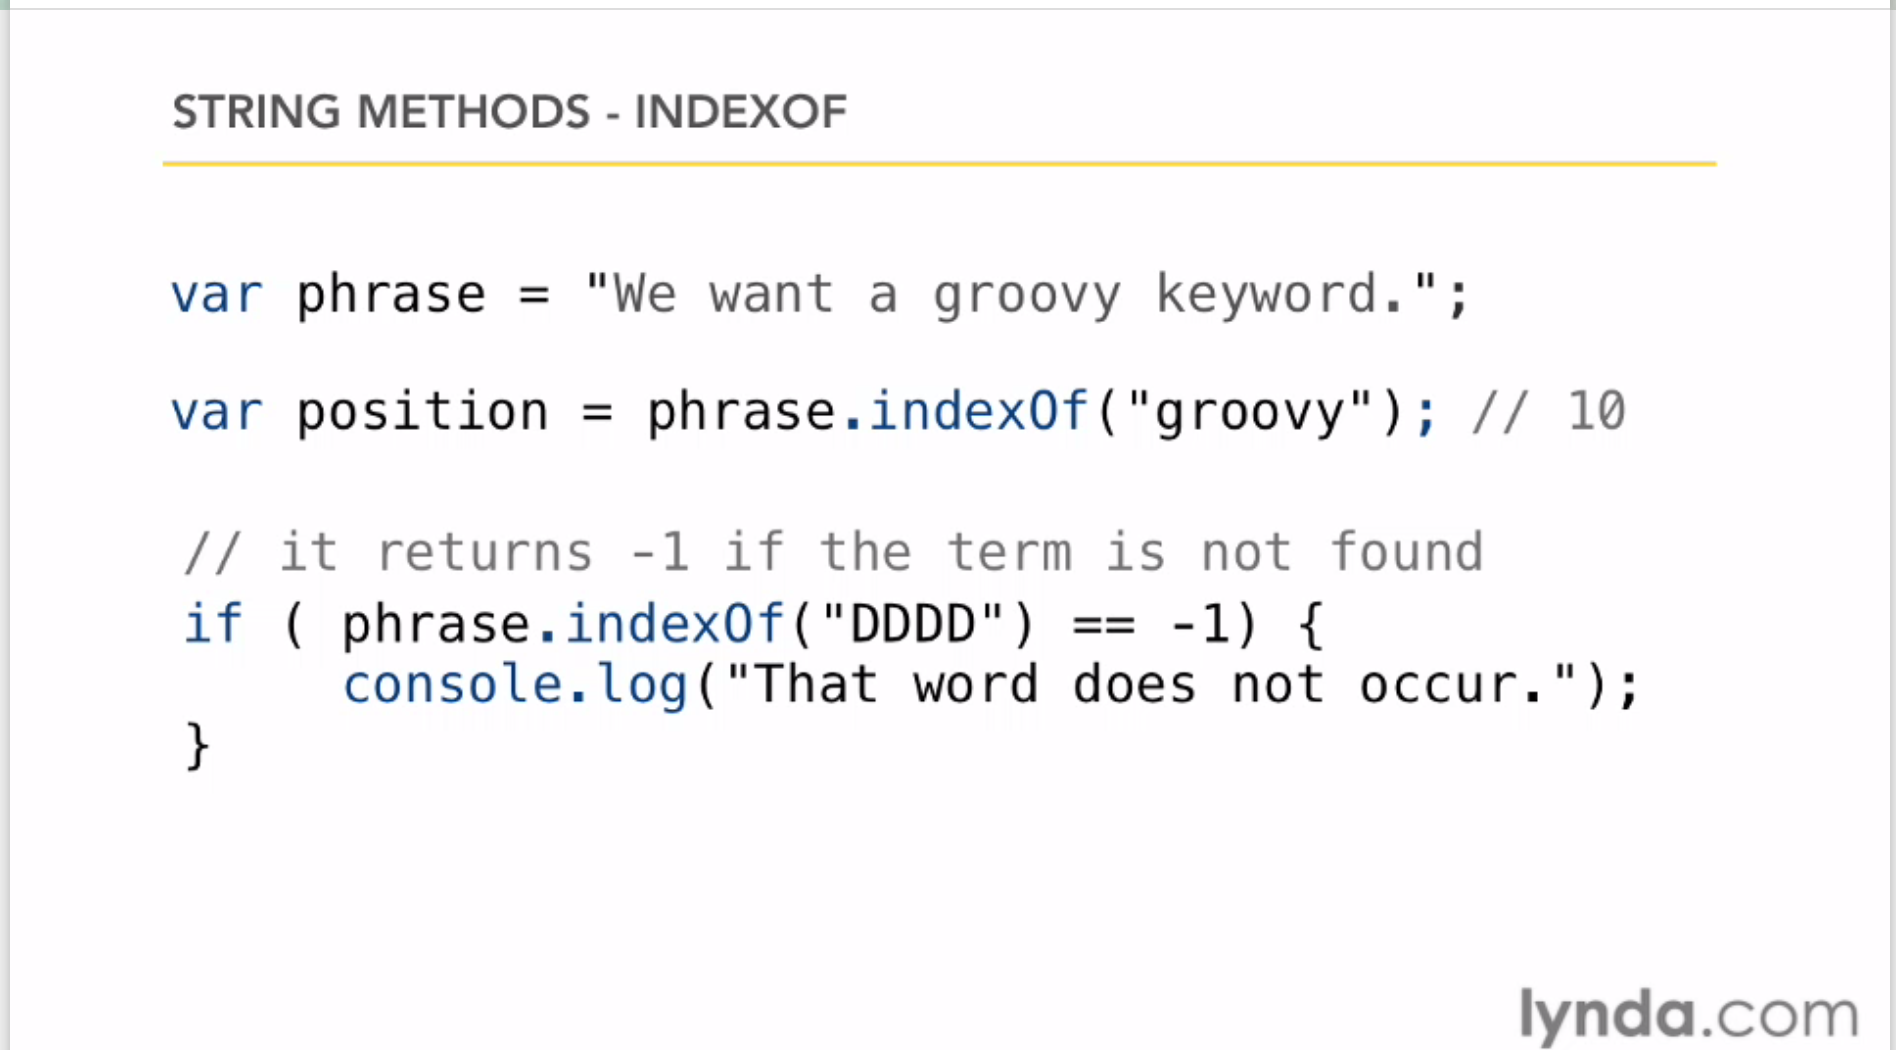 STRING METHODS - INDEXOF
var phrase = "We want a groovy keyword.";
var position = phrase.indexOf("groovy"); // 10
// it returns -1 if the term is not found
if ( phrase.indexOf("DDDD") == -1) {
console.log("That word does not occur.");
}
lynda.com